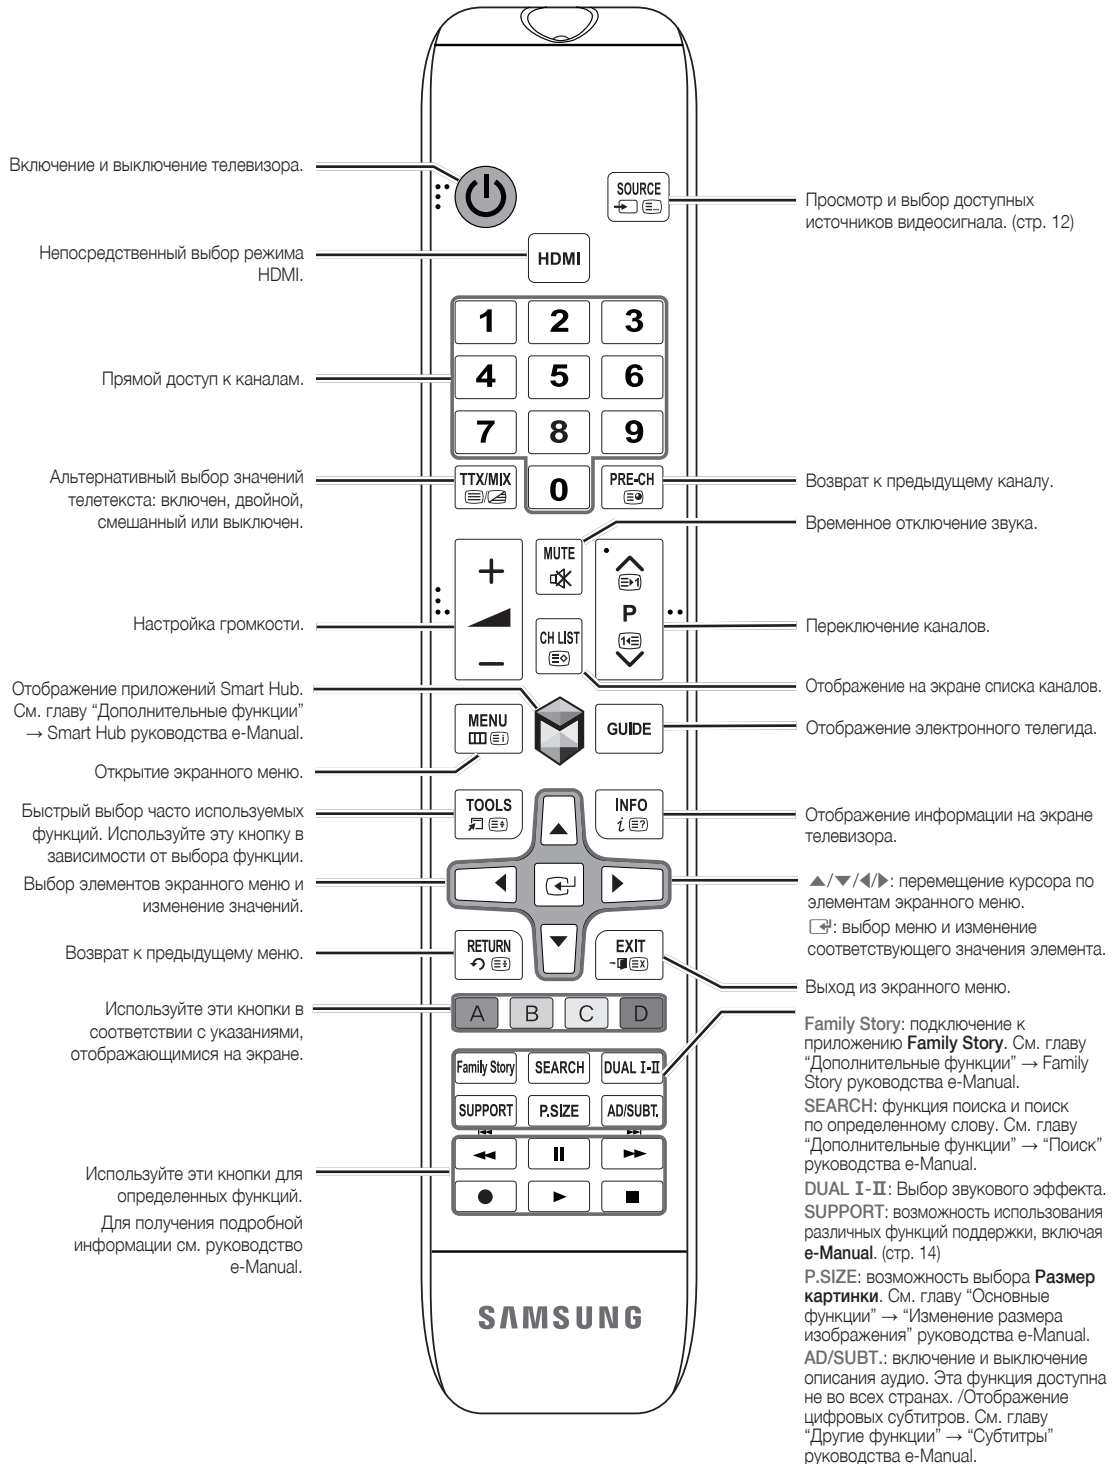 Включение и выключение телевизора.
SOURCE
Просмотр и выбор доступных
источников видеосигнала. (стр. 12)
Непосредственный выбор режима
HDMI.
HDMI
1 2 3
Прямой доступ к каналам.
4 5 6
7 8 9
Альтернативный выбор значений
телетекста: включен, двойной,
смешанный или выключен.
TTX/MIX
0
PRE-CH
Возврат к предыдущему каналу.
Временное отключение звука.
MUTE
+
P
Настройка громкости.
Переключение каналов.
CH LIST
−
Отображение на экране списка каналов.
Отображение приложений Smart Hub.
См. главу “Дополнительные функции”
→ Smart Hub руководства e-Manual.
MENU
GUIDE
Отображение электронного телегида.
Открытие экранного меню.
Быстрый выбор часто используемых
функций. Используйте эту кнопку в
зависимости от выбора функции.
TOOLS
INFO
Отображение информации на экране
телевизора.
Выбор элементов экранного меню и
изменение значений.
▲/▼/◀/▶: перемещение курсора по
элементам экранного меню.
: выбор меню и изменение
соответствующего значения элемента.
Возврат к предыдущему меню.
RETURN
EXIT
Выход из экранного меню.
Используйте эти кнопки в
соответствии с указаниями,
отображающимися на экране.
A B C D
Family Story SEARCH DUAL I-II
SUPPORT P.SIZE AD/SUBT.
Используйте эти кнопки для
определенных функций.
Для получения подробной
информации см. руководство
e-Manual.
Family Story: подключение к
приложению Family Story. См. главу
“Дополнительные функции” → Family
Story руководства e-Manual.
SEARCH: функция поиска и поиск
по определенному слову. См. главу
“Дополнительные функции” → “Поиск”
руководства e-Manual.
DUAL I-II: Выбор звукового эффекта.
SUPPORT: возможность использования
различных функций поддержки, включая
e-Manual. (стр. 14)
P.SIZE: возможность выбора Размер
картинки. См. главу “Основные
функции” → “Изменение размера
изображения” руководства e-Manual.
AD/SUBT.: включение и выключение
описания аудио. Эта функция доступна
не во всех странах. /Отображение
цифровых субтитров. См. главу
“Другие функции” → “Субтитры”
руководства e-Manual.
SAMSUNG